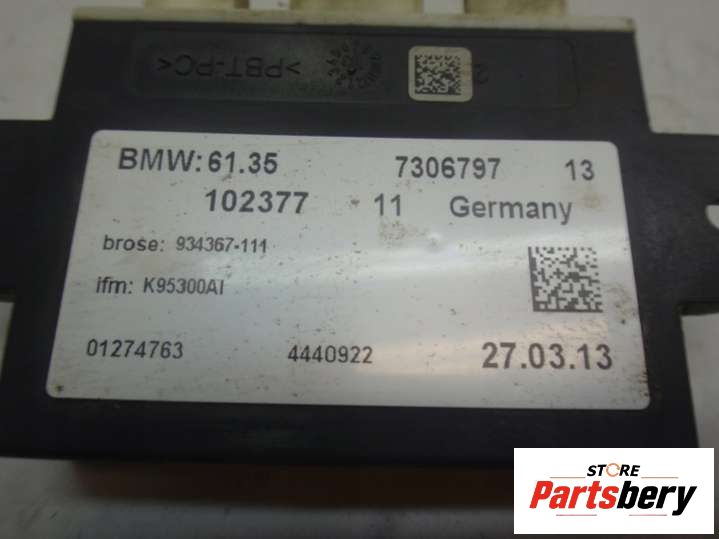 >PBT-PC<
BMW: 61.35 7306797 13
102377 11 Germany
brose: 934367-111
ifm: K95300AI
01274763 4440922 27.03.13
STORE
Partsbery